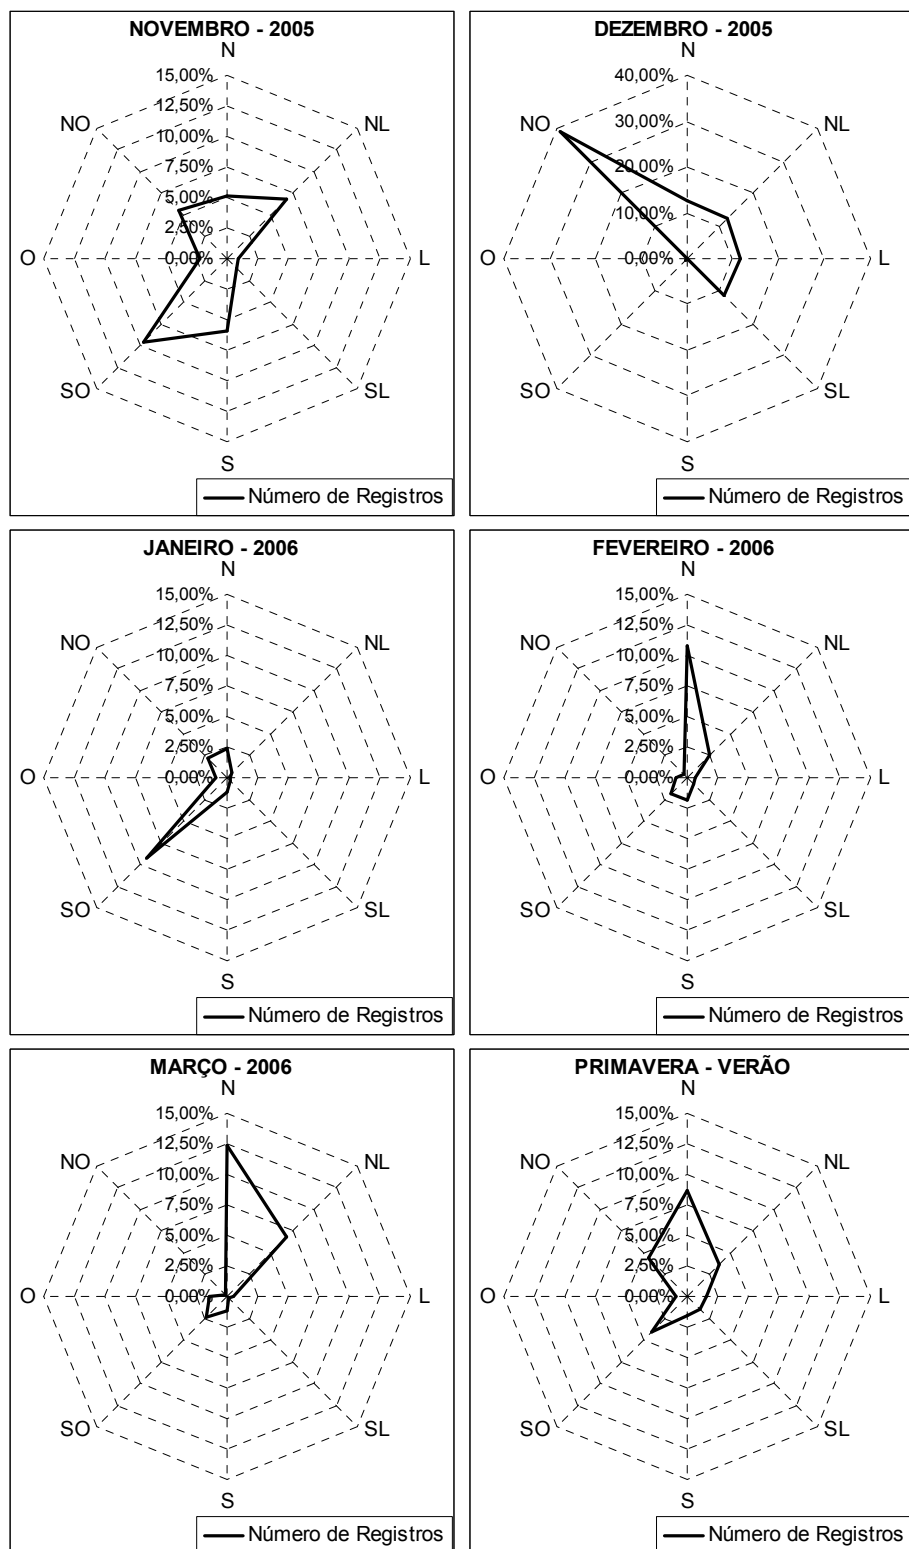 NOVEMBRO - 2005
N
15,00%
12,50%
10,00%
7,50%
5,00%
2,50%
0,00%
NO
NL
O
L
SO
SL
S
Número de Registros
DEZEMBRO - 2005
N
40,00%
30,00%
20,00%
10,00%
0,00%
NO
NL
O
L
SO
SL
S
Número de Registros
JANEIRO - 2006
N
15,00%
12,50%
10,00%
7,50%
5,00%
2,50%
0,00%
NO
NL
O
L
SO
SL
S
Número de Registros
FEVEREIRO - 2006
N
15,00%
12,50%
10,00%
7,50%
5,00%
2,50%
0,00%
NO
NL
O
L
SO
SL
S
Número de Registros
MARÇO - 2006
N
15,00%
12,50%
10,00%
7,50%
5,00%
2,50%
0,00%
NO
NL
O
L
SO
SL
S
Número de Registros
PRIMAVERA - VERÃO
N
15,00%
12,50%
10,00%
7,50%
5,00%
2,50%
0,00%
NO
NL
O
L
SO
SL
S
Número de Registros